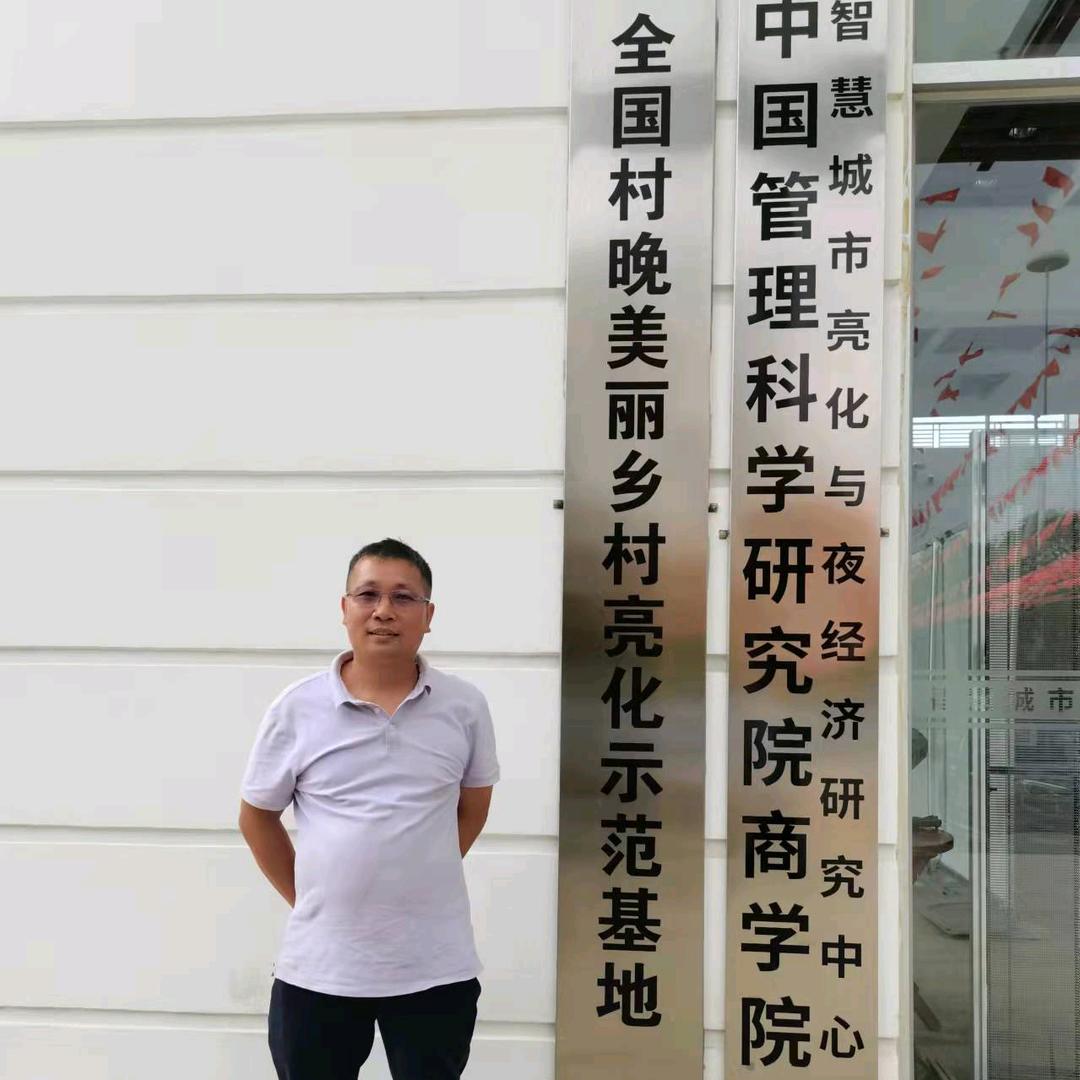 全国村晚美丽乡村亮化示范基地
中国管理科学研究院商学院
智慧城市亮化与夜经济研究中心
城市